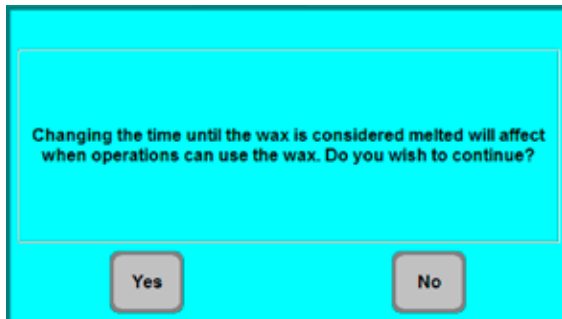 Changing the time until the wax is considered melted will affect
when operations can use the wax. Do you wish to continue?
Yes
No